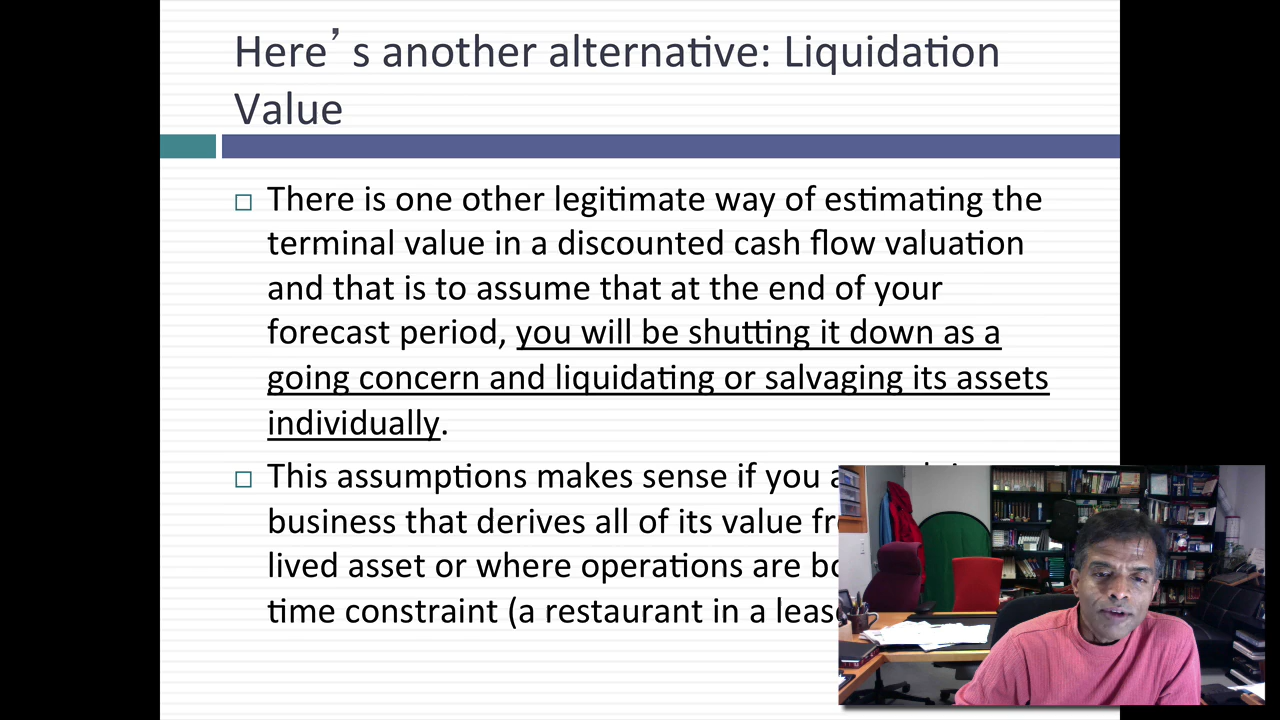 Here’s another alternative: Liquidation
Value
There is one other legitimate way of estimating the
terminal value in a discounted cash flow valuation
and that is to assume that at the end of your
forecast period, you will be shutting it down as a
going concern and liquidating or salvaging its assets
individually.
This assumptions makes sense if you
business that derives all of its value
lived asset or where operations are
time constraint (a restaurant in a